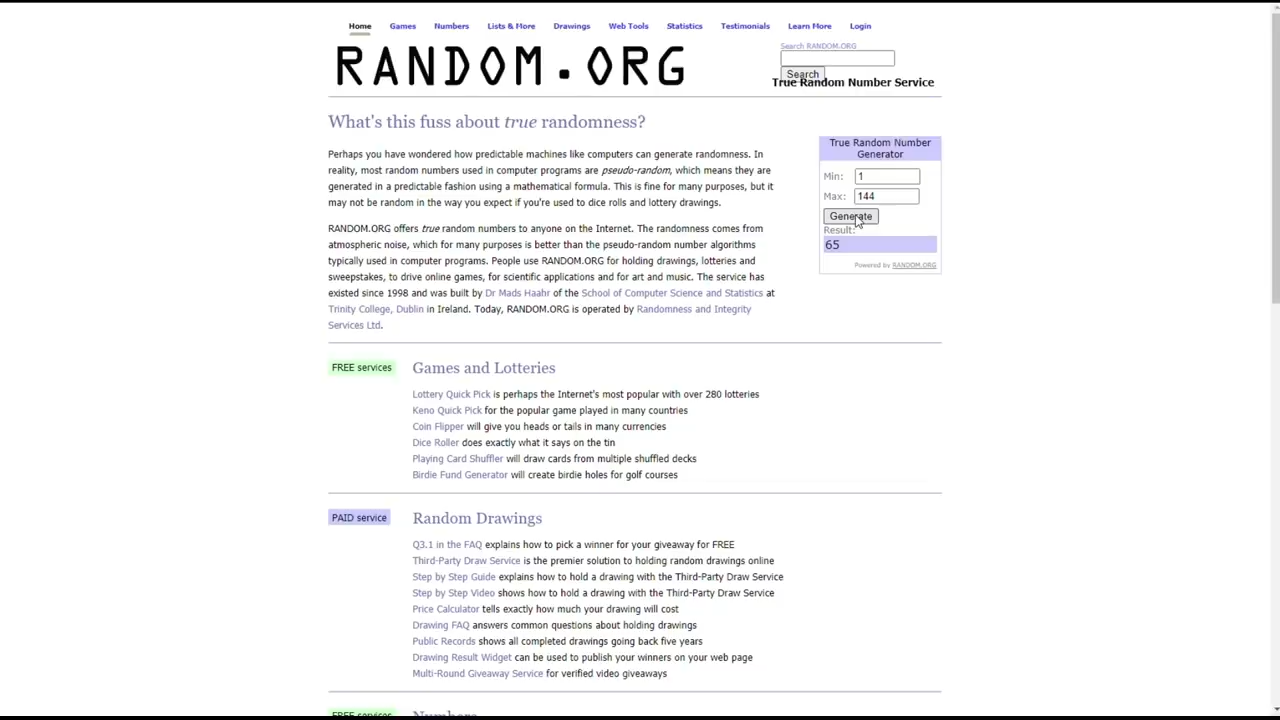 Home Games Numbers Lists & More Drawings Web Tools Statistics Testimonials Learn More Login
RANDOM.ORG
Search RANDOM.ORG
Search
True Random Number Service
What's this fuss about true randomness?
Perhaps you have wondered how predictable machines like computers can generate randomness. In
reality, most random numbers used in computer programs are pseudo-random, which means they are
generated in a predictable fashion using a mathematical formula. This is fine for many purposes, but it
may not be random in the way you expect if you're used to dice rolls and lottery drawings.
RANDOM.ORG offers true random numbers to anyone on the Internet. The randomness comes from
atmospheric noise, which for many purposes is better than the pseudo-random number algorithms
typically used in computer programs. People use RANDOM.ORG for holding drawings, lotteries and
sweepstakes, to drive online games, for scientific applications and for art and music. The service has
existed since 1998 and was built by Dr Mads Haahr of the School of Computer Science and Statistics at
Trinity College, Dublin in Ireland. Today, RANDOM.ORG is operated by Randomness and Integrity
Services Ltd.
True Random Number
Generator
Min: 1
Max: 144
Generate
Result:
65
Powered by RANDOM.ORG
FREE services
Games and Lotteries
Lottery Quick Pick is perhaps the Internet's most popular with over 280 lotteries
Keno Quick Pick for the popular game played in many countries
Coin Flipper will give you heads or tails in many currencies
Dice Roller does exactly what it says on the tin
Playing Card Shuffler will draw cards from multiple shuffled decks
Birdie Fund Generator will create birdie holes for golf courses
PAID service
Random Drawings
Q3.1 in the FAQ explains how to pick a winner for your giveaway for FREE
Third-Party Draw Service is the premier solution to holding random drawings online
Step by Step Guide explains how to hold a drawing with the Third-Party Draw Service
Step by Step Video shows how to hold a drawing with the Third-Party Draw Service
Price Calculator tells exactly how much your drawing will cost
Drawing FAQ answers common questions about holding drawings
Public Records shows all completed drawings going back five years
Drawing Result Widget can be used to publish your winners on your web page
Multi-Round Giveaway Service for verified video giveaways
FREE services
Numbers